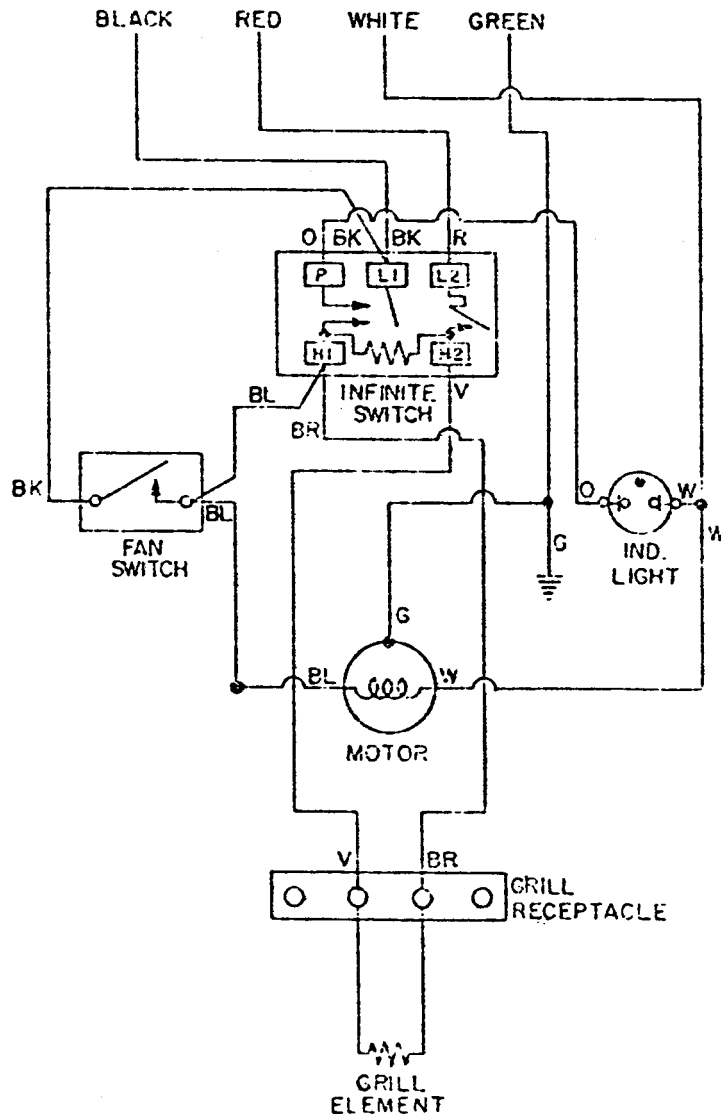 BLACK RED WHITE GREEN
O BK BK R
P L1 L2
H1 H2
BL INFINITE V
SWITCH
BR
BK
BL
O W
W
FAN
SWITCH
G
IND.
LIGHT
G
BL W
MOTOR
V BR
GRILL
RECEPTACLE
GRILL
ELEMENT